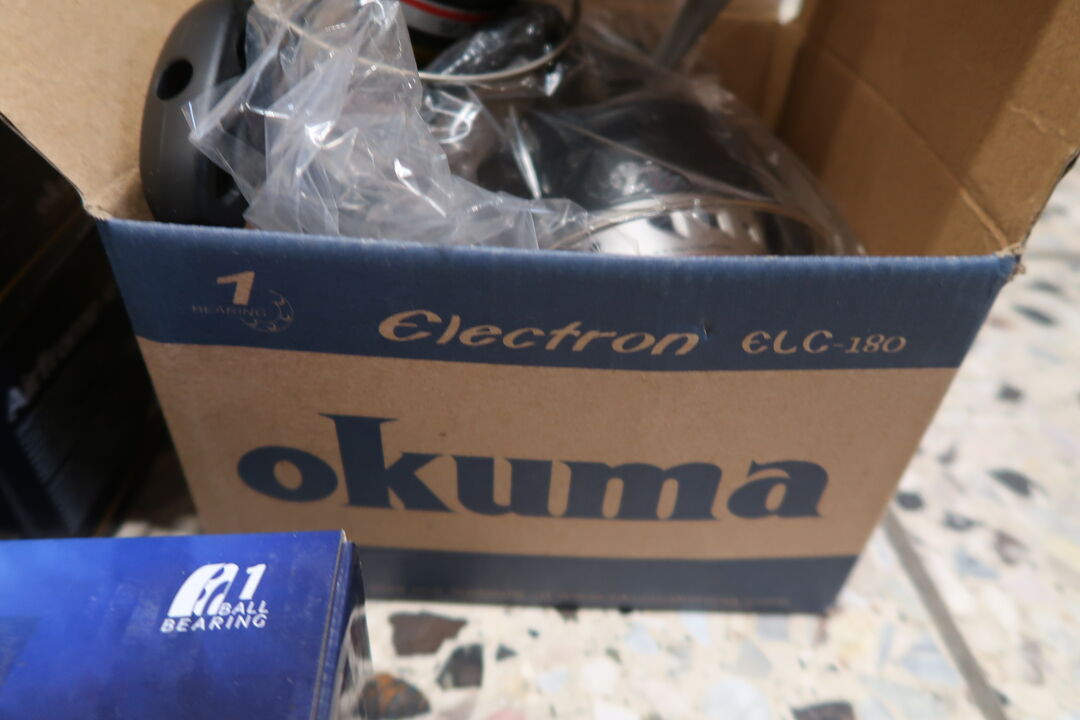 1
BEARING
Electron ELC-180
okuma
1
BALL
BEARING